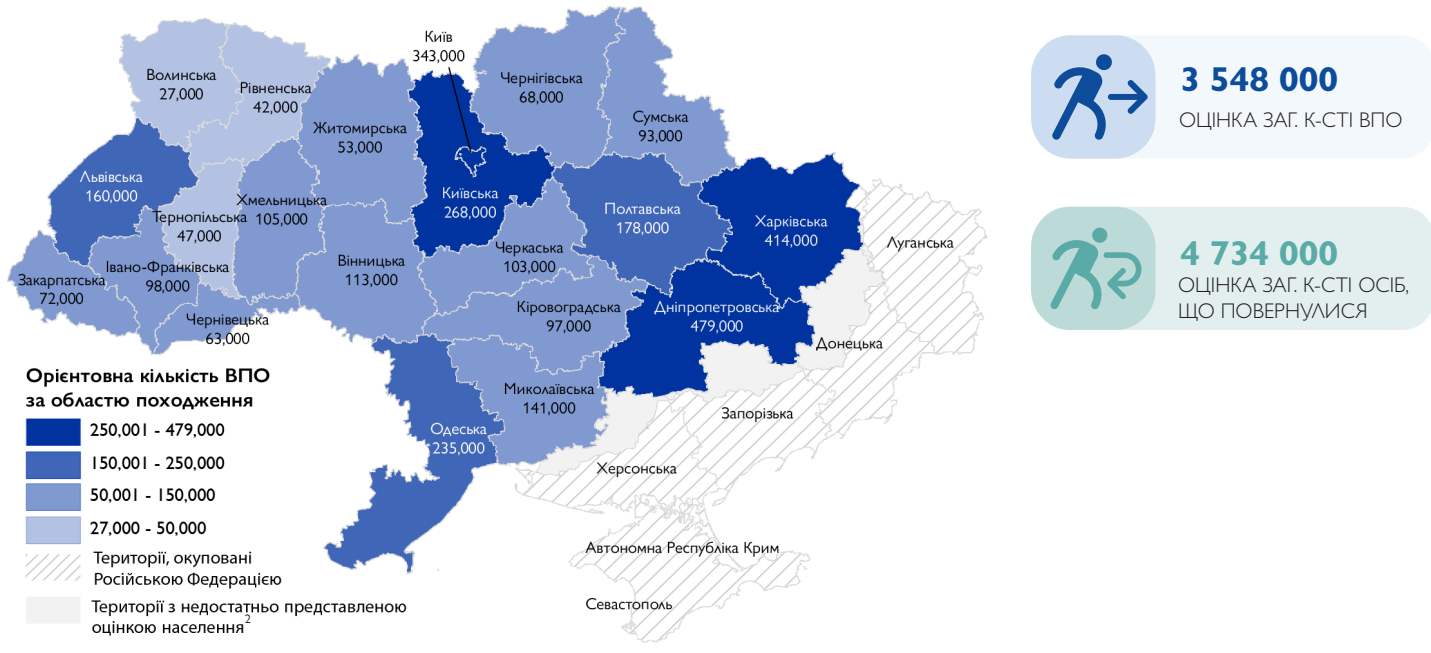 Київ
343,000
Чернігівська
68,000
Волинська
27,000
Рівненська
42,000
Житомирська
53,000
Сумська
93,000
Львівська
160,000
Київська
268,000
Хмельницька
105,000
Тернопільська
47,000
Полтавська
178,000
Харківська
414,000
Луганська
Черкаська
103,000
Вінницька
113,000
Івано-Франківська
98,000
Закарпатська
72,000
Чернівецька
63,000
Кіровоградська
97,000
Дніпропетровська
479,000
Донецька
Миколаївська
141,000
Запорізька
Одеська
235,000
Херсонська
Автономна Республіка Крим
Севастополь
Орієнтовна кількість ВПО
за областю походження
250,001 - 479,000
150,001 - 250,000
50,001 - 150,000
27,000 - 50,000
Території, окуповані
Російською Федерацією
Території з недостатньо представленою
оцінкою населення2
3 548 000
ОЦІНКА ЗАГ. К-СТІ ВПО
4 734 000
ОЦІНКА ЗАГ. К-СТІ ОСІБ,
ЩО ПОВЕРНУЛИСЯ